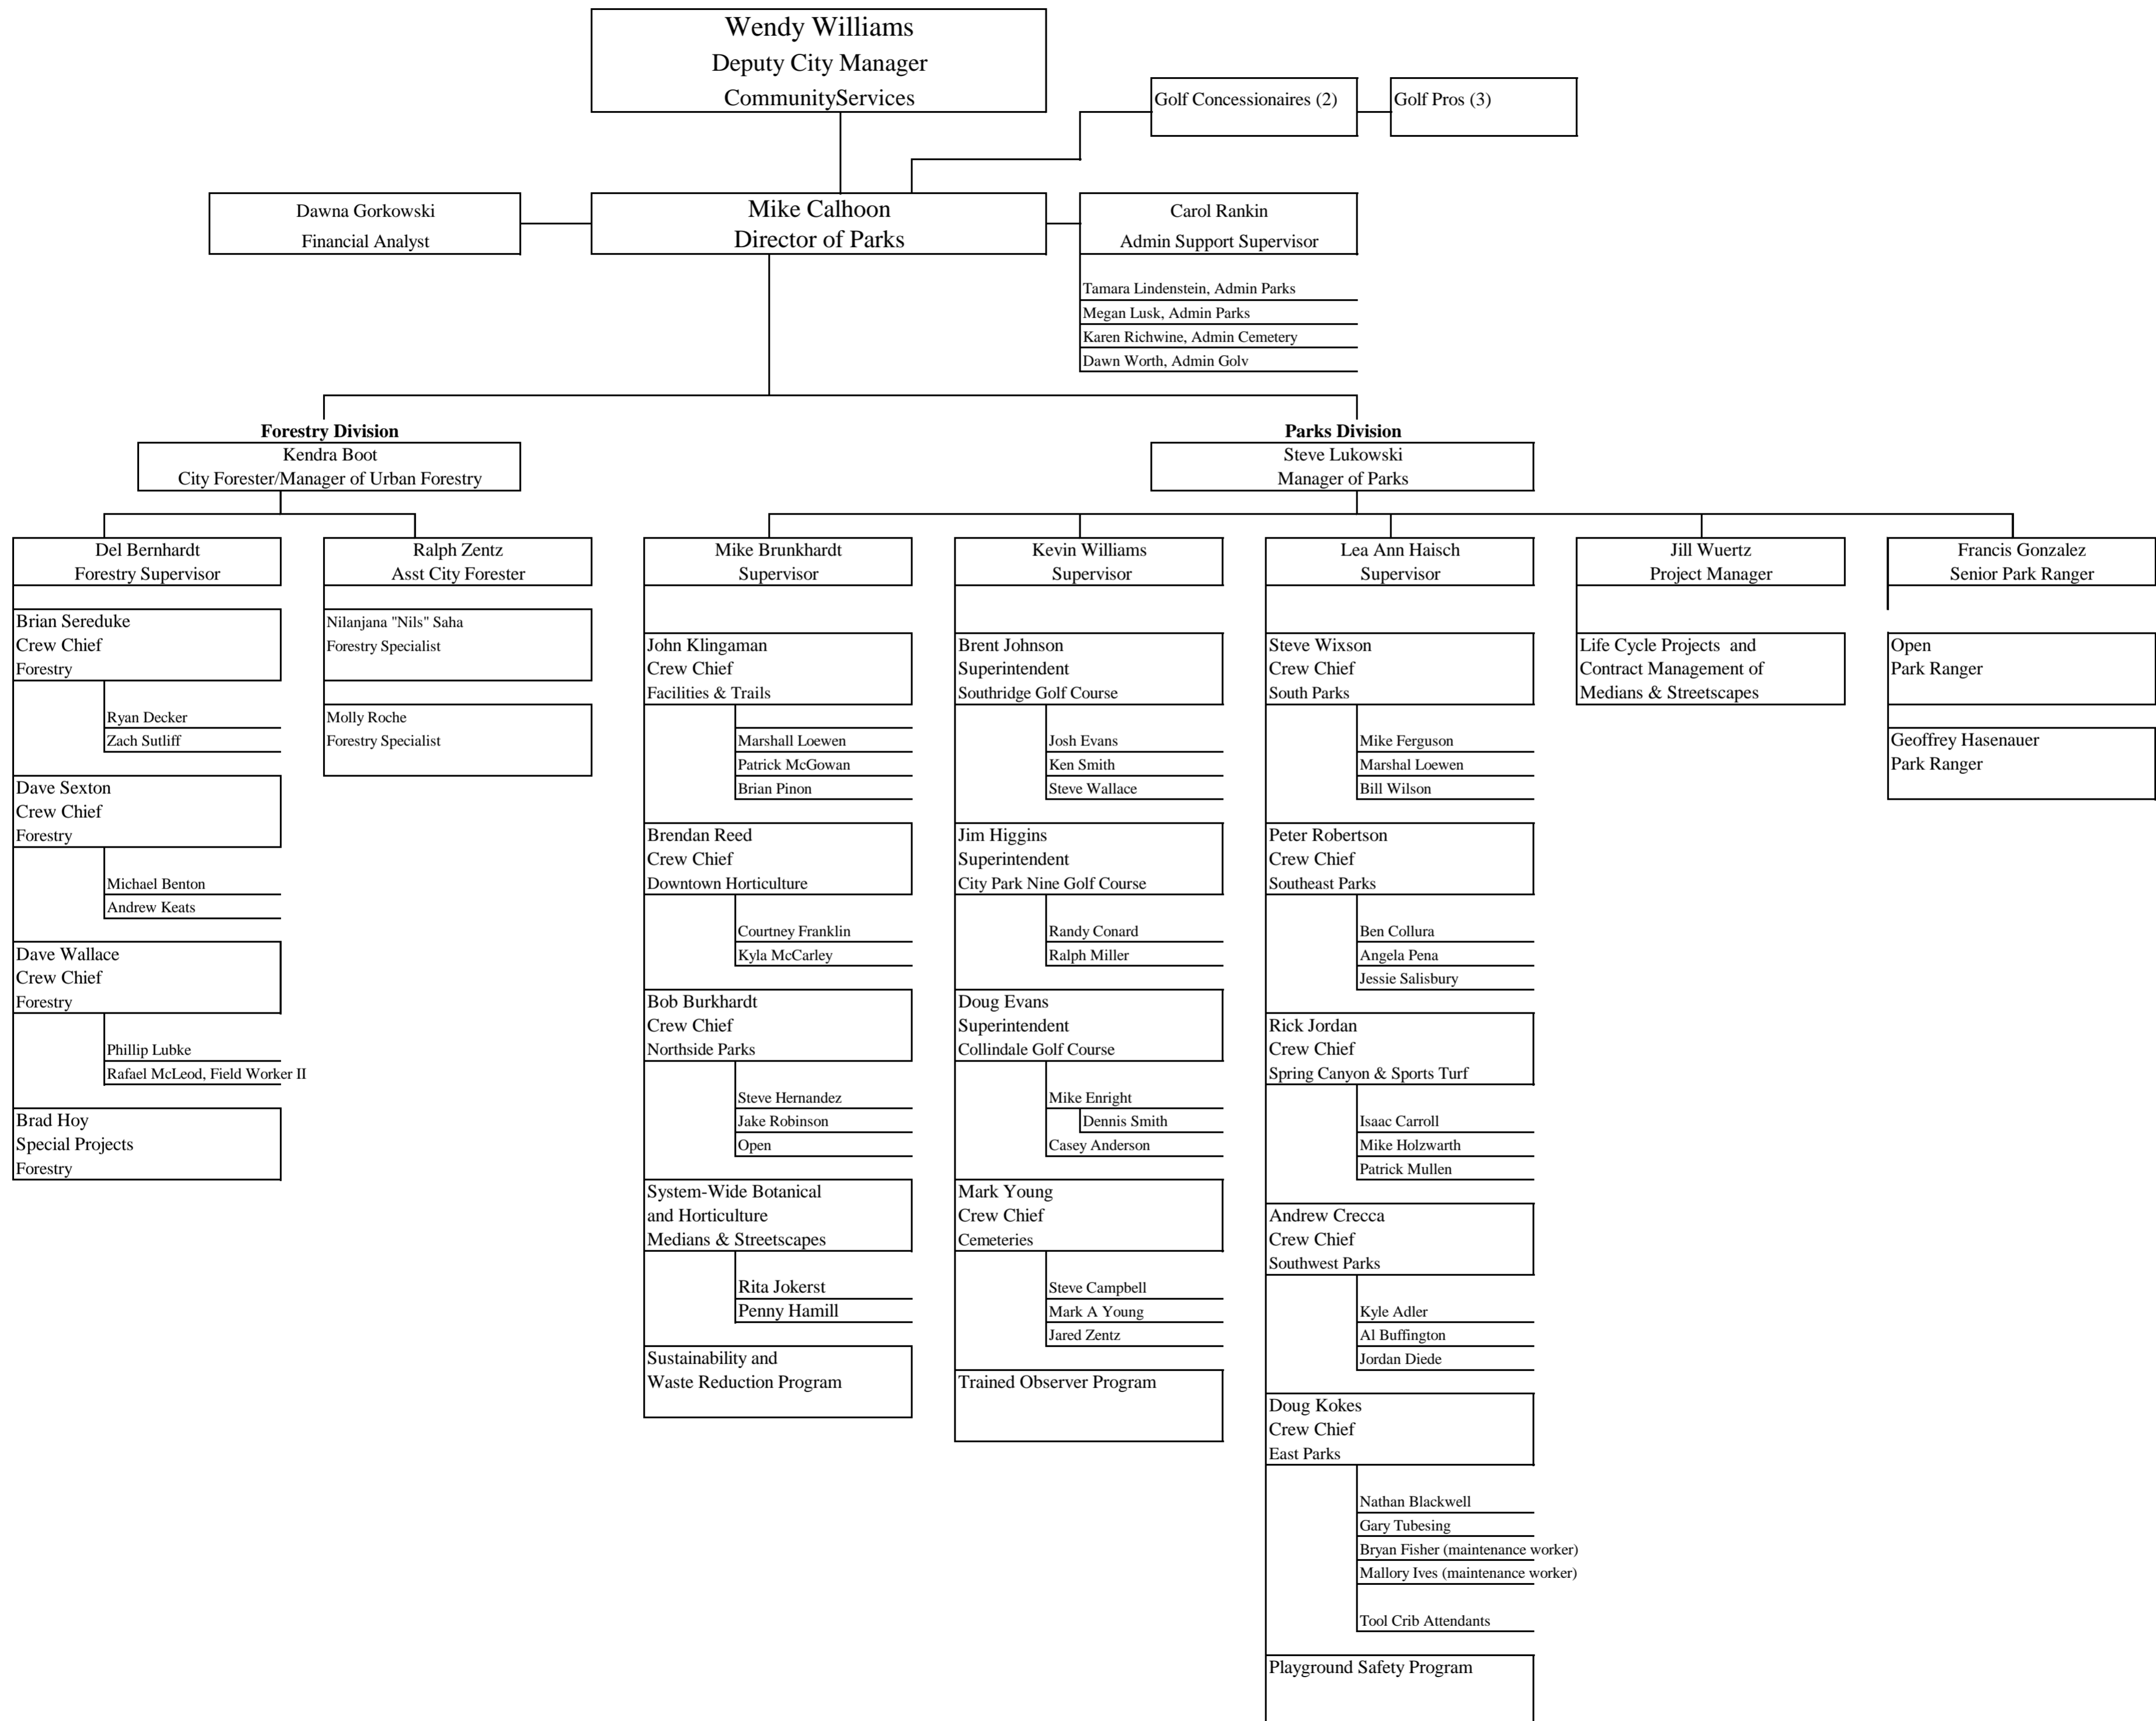 Wendy Williams
Deputy City Manager
CommunityServices
Golf Concessionaires (2)
Golf Pros (3)
Dawna Gorkowski
Financial Analyst
Mike Calhoon
Director of Parks
Carol Rankin
Admin Support Supervisor
Tamara Lindenstein, Admin Parks
Megan Lusk, Admin Parks
Karen Richwine, Admin Cemetery
Dawn Worth, Admin Golv
Forestry Division
Kendra Boot
City Forester/Manager of Urban Forestry
Parks Division
Steve Lukowski
Manager of Parks
Del Bernhardt
Forestry Supervisor
Brian Sereduke
Crew Chief
Forestry
Ryan Decker
Zach Sutliff
Dave Sexton
Crew Chief
Forestry
Michael Benton
Andrew Keats
Dave Wallace
Crew Chief
Forestry
Phillip Lubke
Rafael McLeod, Field Worker II
Brad Hoy
Special Projects
Forestry
Ralph Zentz
Asst City Forester
Nilanjana "Nils" Saha
Forestry Specialist
Molly Roche
Forestry Specialist
Mike Brunkhardt
Supervisor
John Klingaman
Crew Chief
Facilities & Trails
Marshall Loewen
Patrick McGowan
Brian Pinon
Brendan Reed
Crew Chief
Downtown Horticulture
Courtney Franklin
Kyla McCarley
Bob Burkhardt
Crew Chief
Northside Parks
Steve Hernandez
Jake Robinson
Open
System-Wide Botanical
and Horticulture
Medians & Streetscapes
Rita Jokerst
Penny Hamill
Sustainability and
Waste Reduction Program
Kevin Williams
Supervisor
Brent Johnson
Superintendent
Southridge Golf Course
Josh Evans
Ken Smith
Steve Wallace
Jim Higgins
Superintendent
City Park Nine Golf Course
Randy Conard
Ralph Miller
Doug Evans
Superintendent
Collindale Golf Course
Mike Enright
Dennis Smith
Casey Anderson
Mark Young
Crew Chief
Cemeteries
Steve Campbell
Mark A Young
Jared Zentz
Trained Observer Program
Lea Ann Haisch
Supervisor
Steve Wixson
Crew Chief
South Parks
Mike Ferguson
Marshal Loewen
Bill Wilson
Peter Robertson
Crew Chief
Southeast Parks
Ben Collura
Angela Pena
Jessie Salisbury
Rick Jordan
Crew Chief
Spring Canyon & Sports Turf
Isaac Carroll
Mike Holzwarth
Patrick Mullen
Andrew Crecca
Crew Chief
Southwest Parks
Kyle Adler
Al Buffington
Jordan Diede
Doug Kokes
Crew Chief
East Parks
Nathan Blackwell
Gary Tubesing
Bryan Fisher (maintenance worker)
Mallory Ives (maintenance worker)
Tool Crib Attendants
Playground Safety Program
Jill Wuertz
Project Manager
Life Cycle Projects and
Contract Management of
Medians & Streetscapes
Francis Gonzalez
Senior Park Ranger
Open
Park Ranger
Geoffrey Hasenauer
Park Ranger